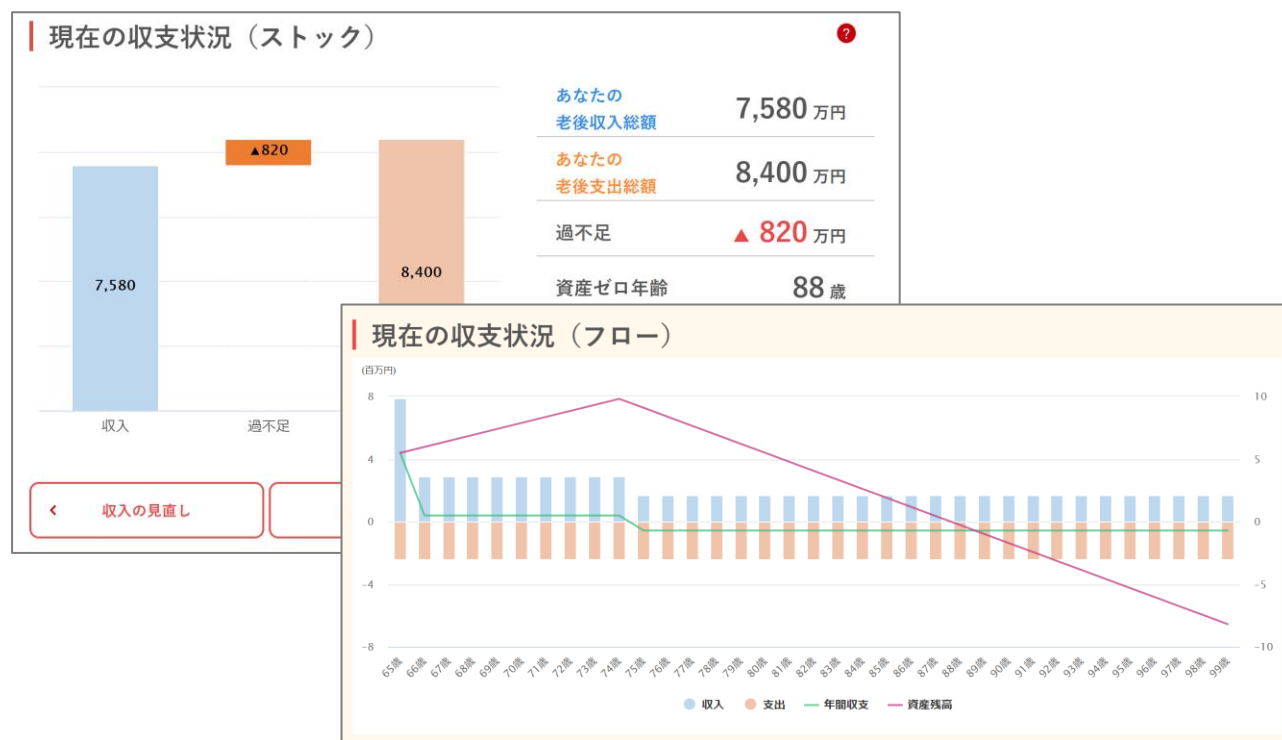 現在の収支状況（ストック）
?
あなたの
老後収入総額
7,580 万円
あなたの
老後支出総額
8,400 万円
過不足
▲ 820 万円
資産ゼロ年齢
88 歳
▲820
7,580
8,400
収入
過不足
収入の見直し
現在の収支状況（フロー）
(百万円)
8
4
0
-4
-8
10
5
0
-5
-10
65歳 66歳 67歳 68歳 69歳 70歳 71歳 72歳 73歳 74歳 75歳 76歳 77歳 78歳 79歳 80歳 81歳 82歳 83歳 84歳 85歳 86歳 87歳 88歳 89歳 90歳 91歳 92歳 93歳 94歳 95歳 96歳 97歳 98歳 99歳
収入 支出 年間収支 資産残高